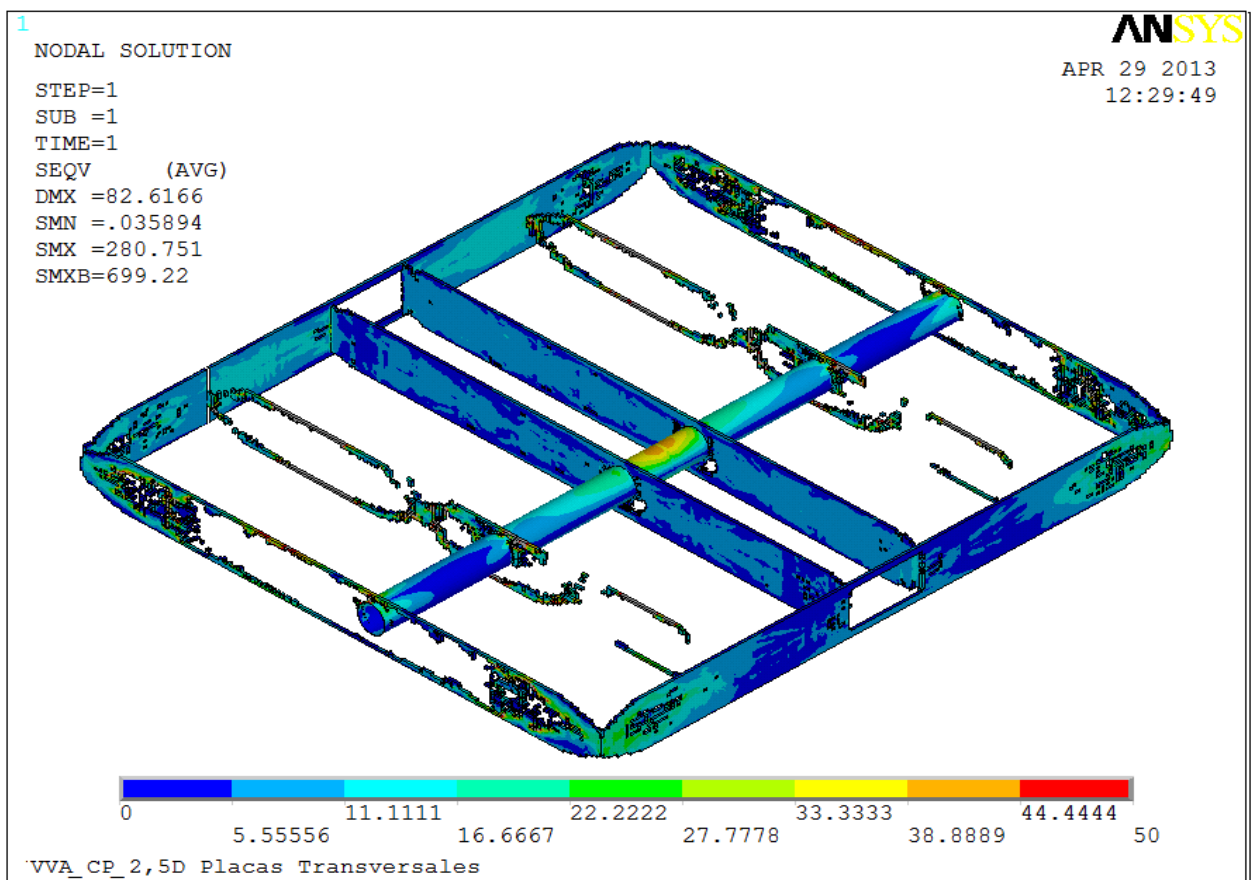 1
ANSYS
NODAL SOLUTION
APR 29 2013
12:29:49
STEP=1
SUB =1
TIME=1
SEQV (AVG)
DMX =82.6166
SMN =.035894
SMX =280.751
SMXB=699.22
0 11.1111 22.2222 33.3333 44.4444
5.55556 16.6667 27.7778 38.8889 50
VVA_CP_2,5D Placas Transversales